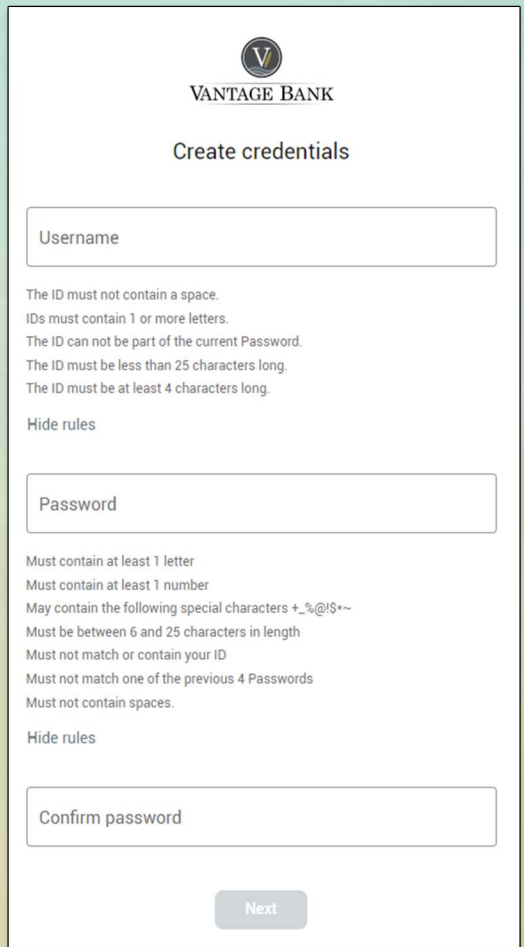 V
VANTAGE BANK
Create credentials
Username
The ID must not contain a space.
IDs must contain 1 or more letters.
The ID can not be part of the current Password.
The ID must be less than 25 characters long.
The ID must be at least 4 characters long.
Hide rules
Password
Must contain at least 1 letter
Must contain at least 1 number
May contain the following special characters +_%@!$*~
Must be between 6 and 25 characters in length
Must not match or contain your ID
Must not match one of the previous 4 Passwords
Must not contain spaces.
Hide rules
Confirm password
Next